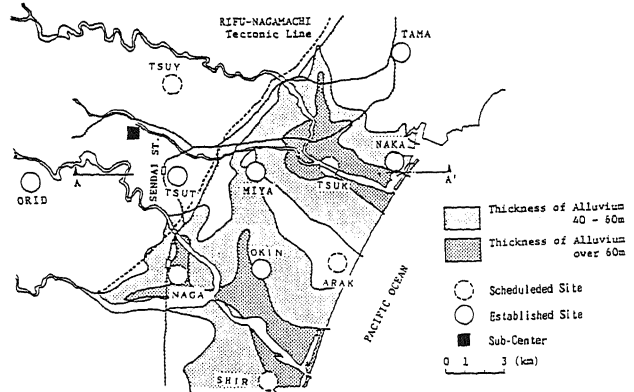 RIFU-NAGAMACHI
Tectonic Line
TAMA
TSUY
SENDAI ST.
NAKA
A
A'
ORID
TSUT
MIYA
TSUK
OKIN
NAGA
ARAK
PACIFIC OCEAN
SHIR
Thickness of Alluvium
40 - 60m
Thickness of Alluvium
over 60m
Scheduleded Site
Established Site
Sub-Center
0 1 3 (km)